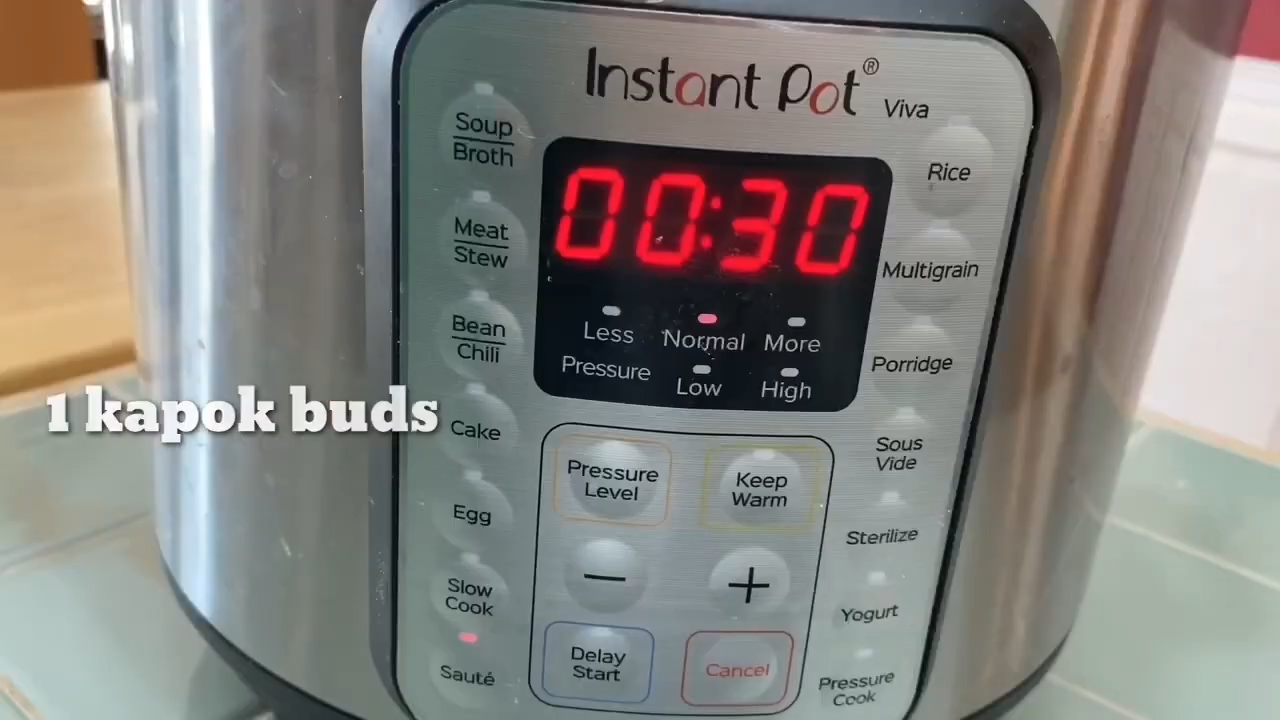 Instant Pot® Viva
Soup
Broth
Meat
Stew
Bean
Chili
Cake
Egg
Slow
Cook
Sauté
00:30
Less Normal More
Pressure Low High
Pressure
Level
Keep
Warm
−
+
Delay
Start
Cancel
Rice
Multigrain
Porridge
Sous
Vide
Sterilize
Yogurt
Pressure
Cook
1 kapok buds